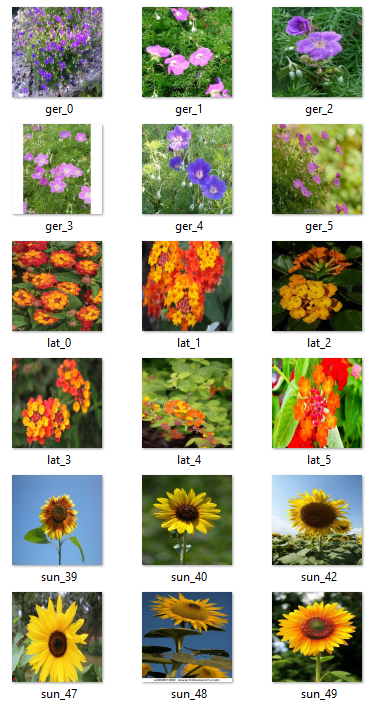 ger_0 ger_1 ger_2
ger_3 ger_4 ger_5
lat_0 lat_1 lat_2
lat_3 lat_4 lat_5
sun_39 sun_40 sun_42
sun_47 sun_48 sun_49